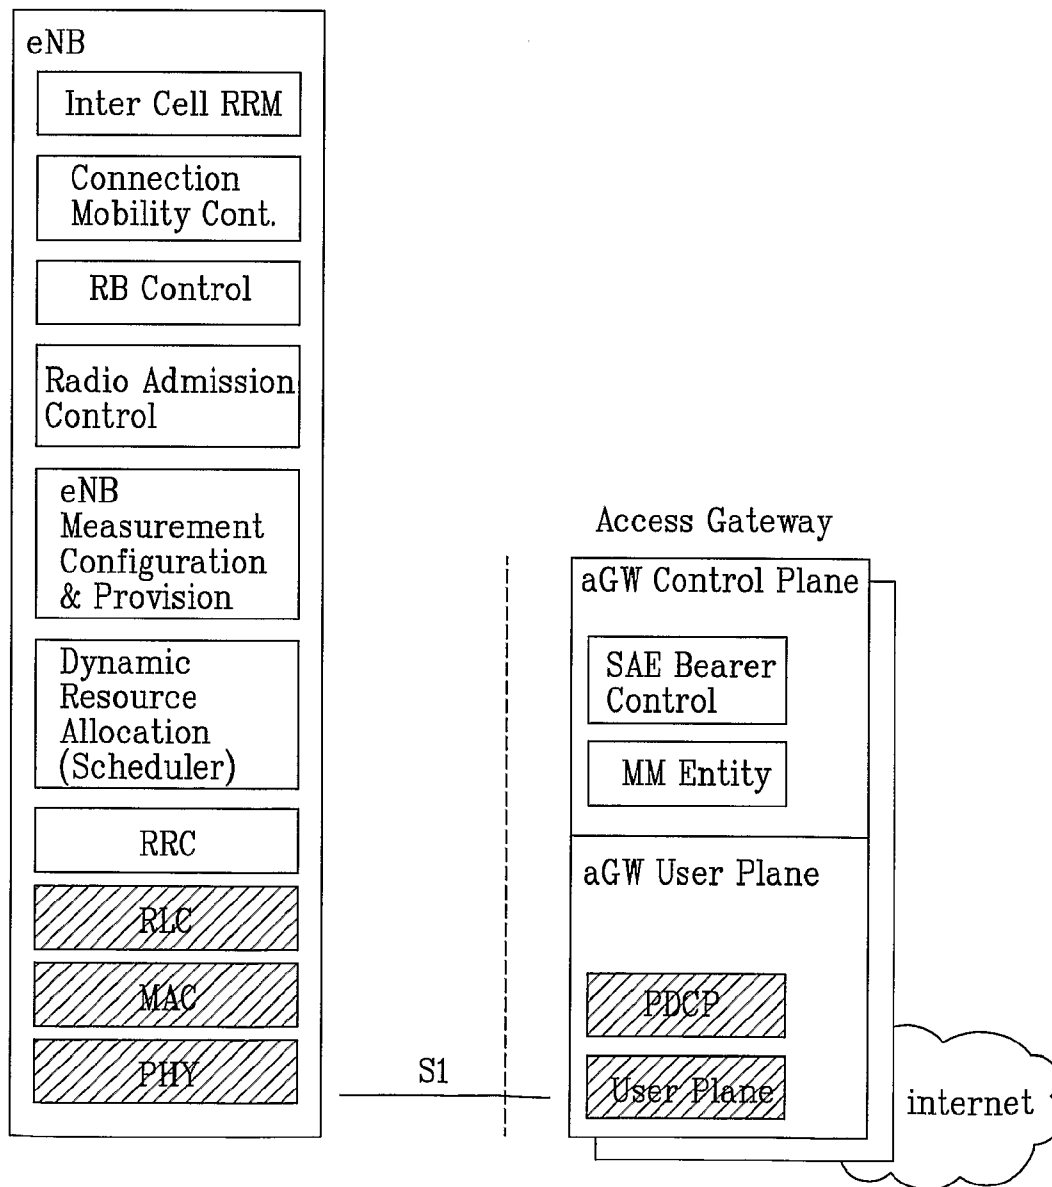 eNB
Inter Cell RRM
Connection
Mobility Cont.
RB Control
Radio Admission
Control
eNB
Measurement
Configuration
& Provision
Dynamic
Resource
Allocation
(Scheduler)
RRC
RLC
MAC
PHY
S1
Access Gateway
aGW Control Plane
SAE Bearer
Control
MM Entity
aGW User Plane
PDCP
User Plane
internet